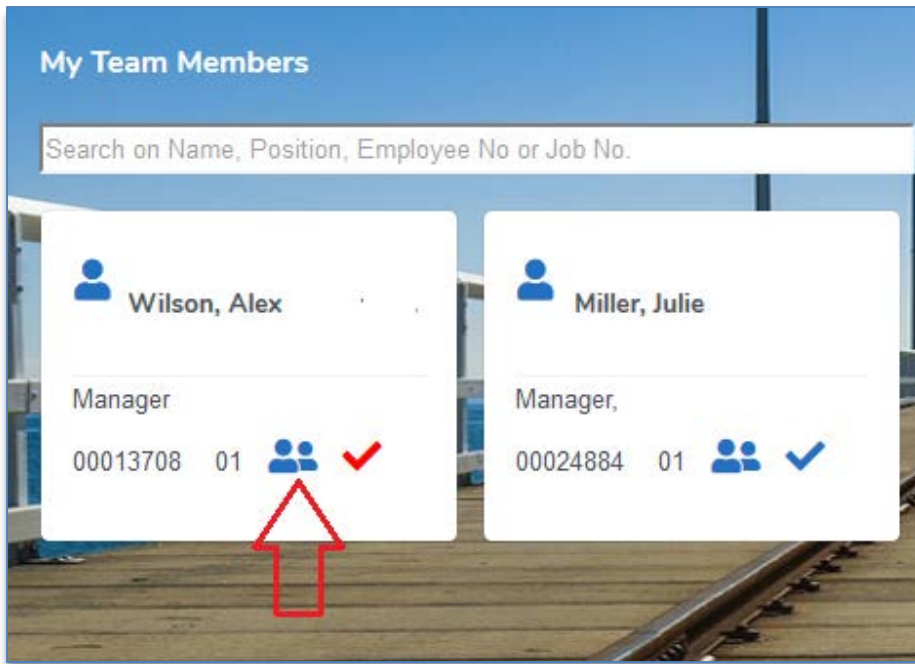 My Team Members
Search on Name, Position, Employee No or Job No.
Wilson, Alex
Manager
00013708 01
Miller, Julie
Manager,
00024884 01